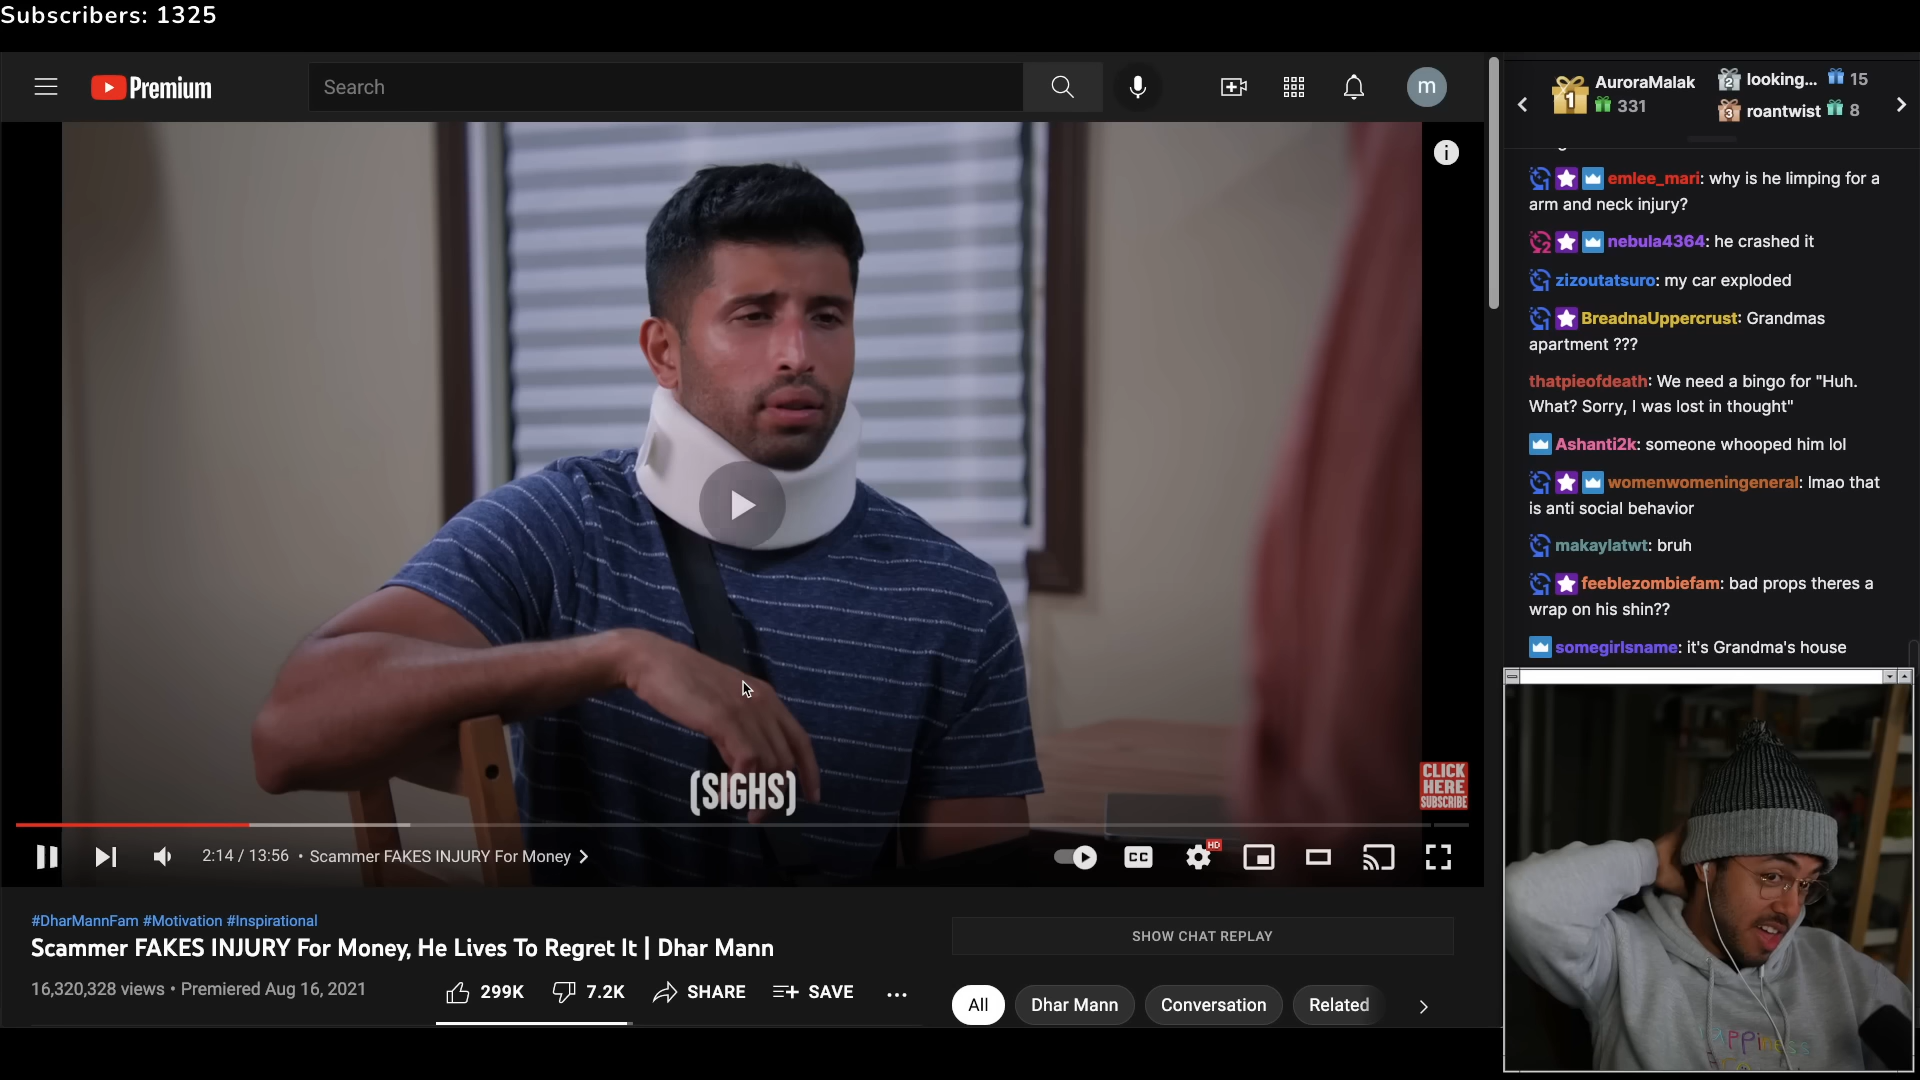 Subscribers: 1325
Premium
Search
m
1
AuroraMalak
331
2
looking...
15
3
roantwist
8
emlee_mari: why is he limping for a
arm and neck injury?
2
nebula4364: he crashed it
zizoutatsuro: my car exploded
BreadnaUppercrust: Grandmas
apartment ???
thatpieofdeath: We need a bingo for "Huh.
What? Sorry, I was lost in thought"
Ashanti2k: someone whooped him lol
womenwomeningeneral: lmao that
is anti social behavior
makaylatwt: bruh
feeblezombiefam: bad props theres a
wrap on his shin??
somegirlsname: it's Grandma's house
(SIGHS)
CLICK
HERE
SUBSCRIBE
2:14 / 13:56 • Scammer FAKES INJURY For Money
CC
HD
#DharMannFam #Motivation #Inspirational
Scammer FAKES INJURY For Money, He Lives To Regret It | Dhar Mann
16,320,328 views • Premiered Aug 16, 2021
299K
7.2K
SHARE
SAVE
SHOW CHAT REPLAY
All
Dhar Mann
Conversation
Related